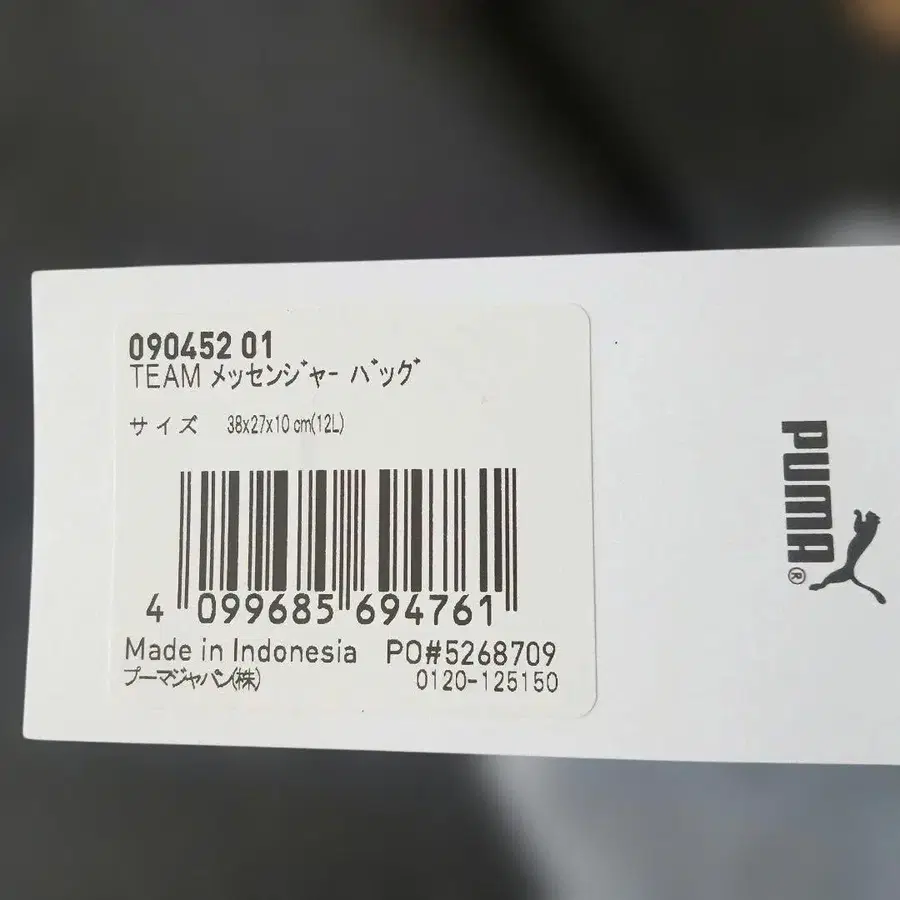 090452 01
TEAM メッセンジャー バッグ
サイズ 38x27x10 cm(12L)
4 099685 694761
Made in Indonesia PO#5268709
プーマジャパン(株) 0120-125150
PUMA®